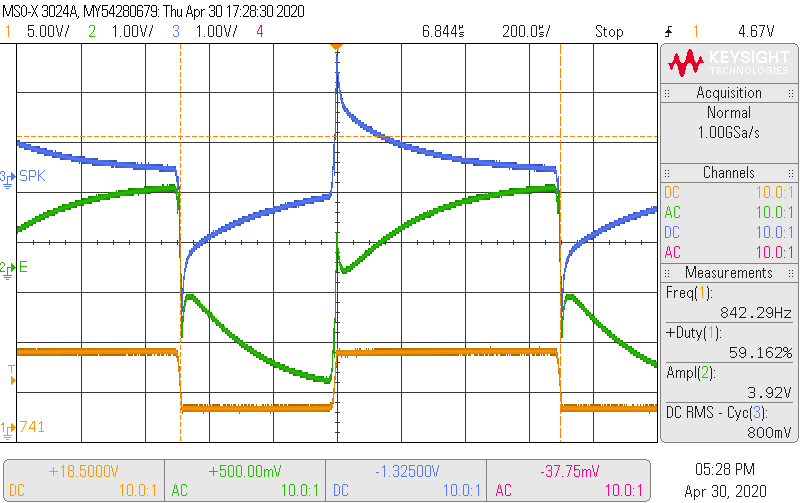 MSO-X 3024A, MY54280679: Thu Apr 30 17:28:30 2020
1 5.00V/ 2 1.00V/ 3 1.00V/ 4 6.844s 200.0s/ Stop 1 4.67V
KEYSIGHT
TECHNOLOGIES
Acquisition
Normal
1.00GSa/s
Channels
DC 10.0:1
AC 10.0:1
DC 10.0:1
AC 10.0:1
Measurements
Freq(1):
842.29Hz
+Duty(1):
59.162%
Ampl(2):
3.92V
DC RMS - Cyc(3):
800mV
3 SPK
2 E
T
1 741
+18.5000V +500.00mV -1.32500V -37.75mV
DC 10.0:1 AC 10.0:1 DC 10.0:1 AC 10.0:1
05:28 PM
Apr 30, 2020